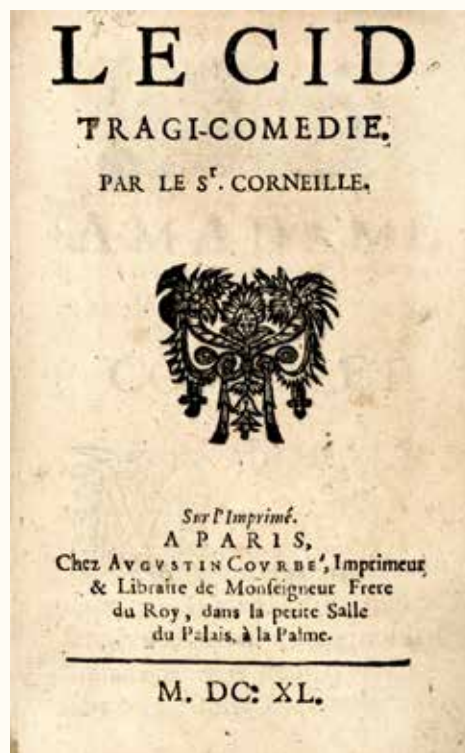 LE CID
TRAGI-COMEDIE.
PAR LE Sr. CORNEILLE.
Sur l'Imprimé.
A PARIS,
Chez AVGVSTIN COVRBE', Imprimeur
& Libraire de Monseigneur Frere
du Roy, dans la petite Salle
du Palais, à la Palme.
M. DC: XL.